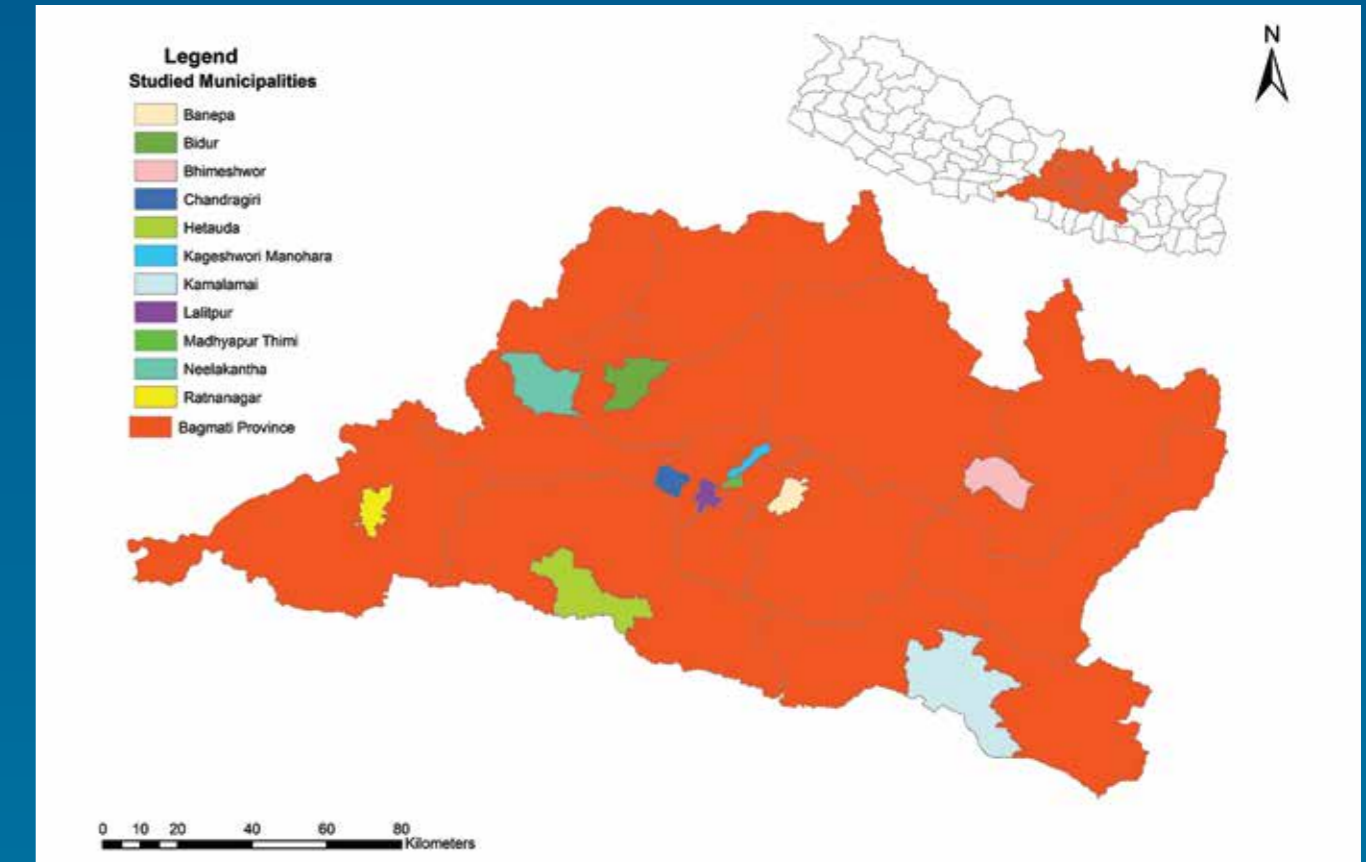 Legend
Studied Municipalities
Banepa
Bidur
Bhimeshwor
Chandragiri
Hetauda
Kageshwori Manohara
Kamalamai
Lalitpur
Madhyapur Thimi
Neelakantha
Ratnanagar
Bagmati Province
N
0 10 20 40 60 80
Kilometers